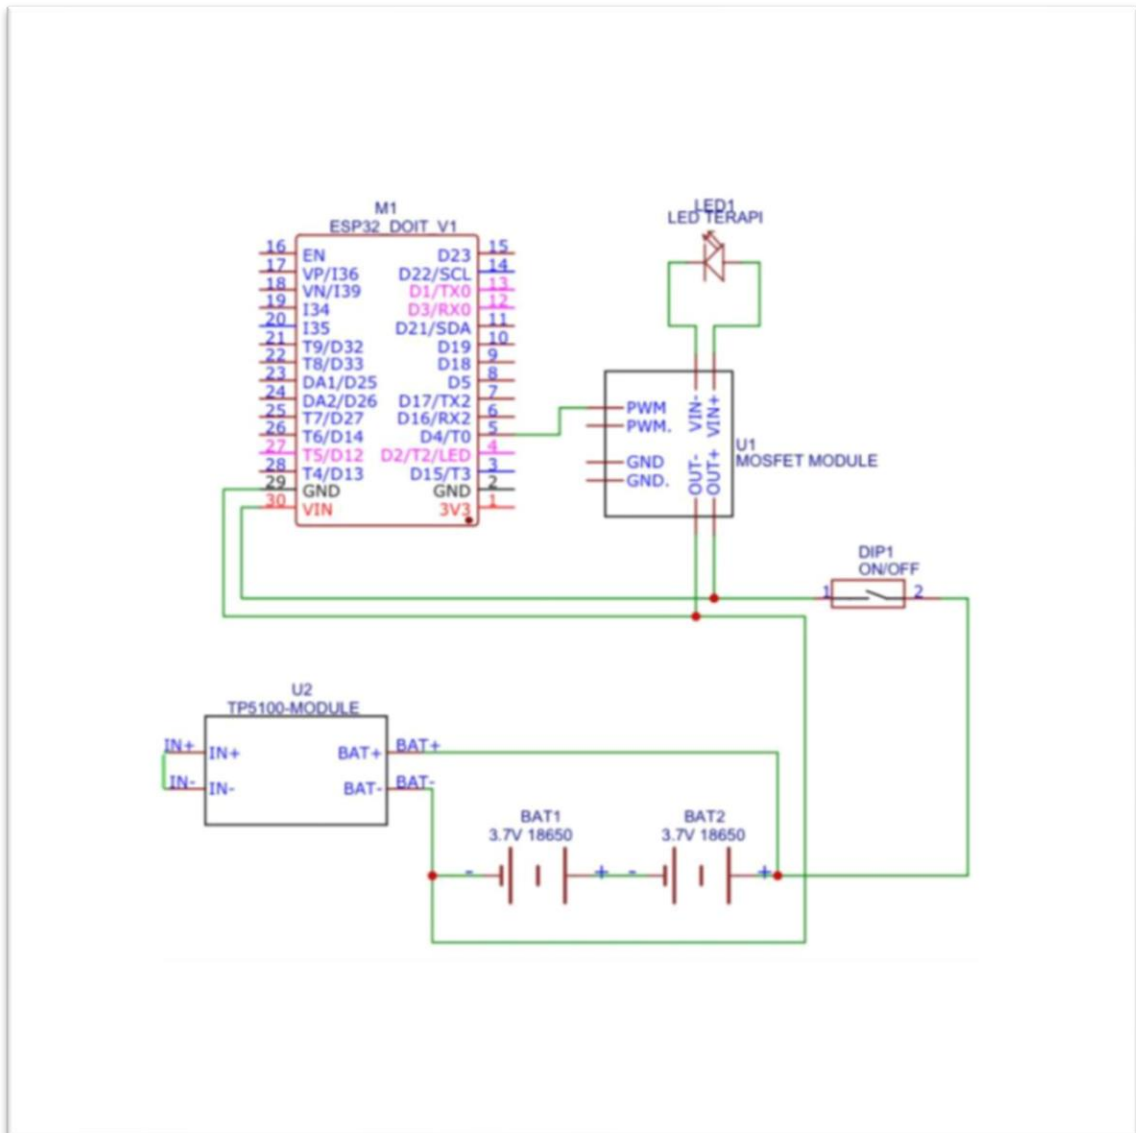 M1
ESP32 DOIT V1
16 EN D23 15
17 VP/I36 D22/SCL 14
18 VN/I39 D1/TX0 13
19 I34 D3/RX0 12
20 I35 D21/SDA 11
21 T9/D32 D19 10
22 T8/D33 D18 9
23 DA1/D25 D5 8
24 DA2/D26 D17/TX2 7
25 T7/D27 D16/RX2 6
26 T6/D14 D4/T0 5
27 T5/D12 D2/T2/LED 4
28 T4/D13 D15/T3 3
29 GND GND 2
30 VIN 3V3 1
LED1
LED TERAPI
VIN- VIN+
PWM
PWM.
GND
GND.
OUT- OUT+
U1
MOSFET MODULE
DIP1
ON/OFF
1 2
U2
TP5100-MODULE
IN+ IN+ BAT+ BAT+
IN- IN- BAT- BAT-
BAT1
3.7V 18650
BAT2
3.7V 18650
- + - +